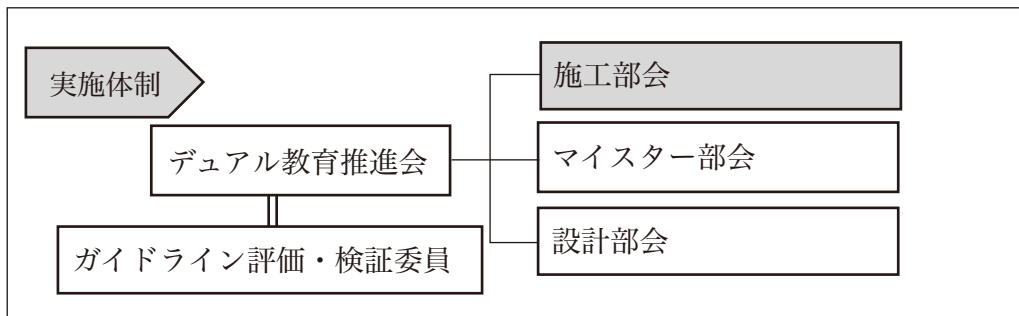 実施体制
施工部会
デュアル教育推進会
マイスター部会
ガイドライン評価・検証委員
設計部会